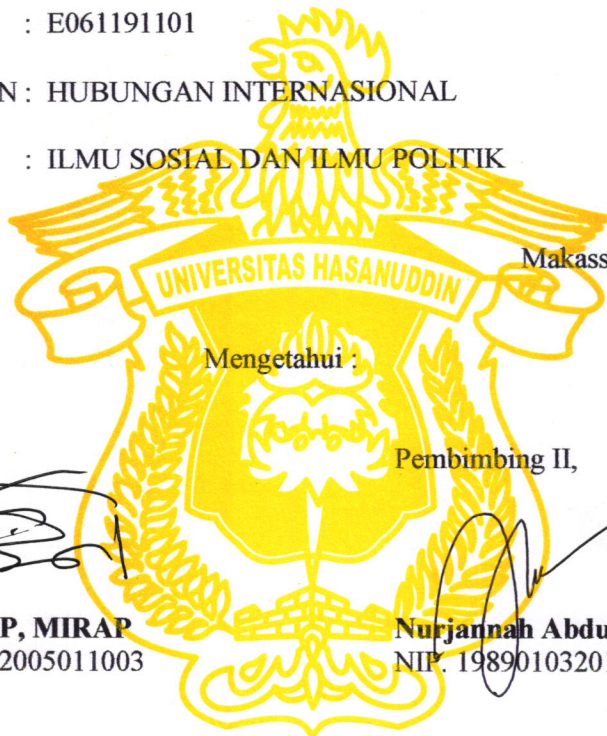 : E061191101
N : HUBUNGAN INTERNASIONAL
: ILMU SOSIAL DAN ILMU POLITIK
Makass
UNIVERSITAS HASANUDDIN
Mengetahui :
Pembimbing II,
P, MIRAP
2005011003
Nurjannah Abdu
NIP. 19890103201